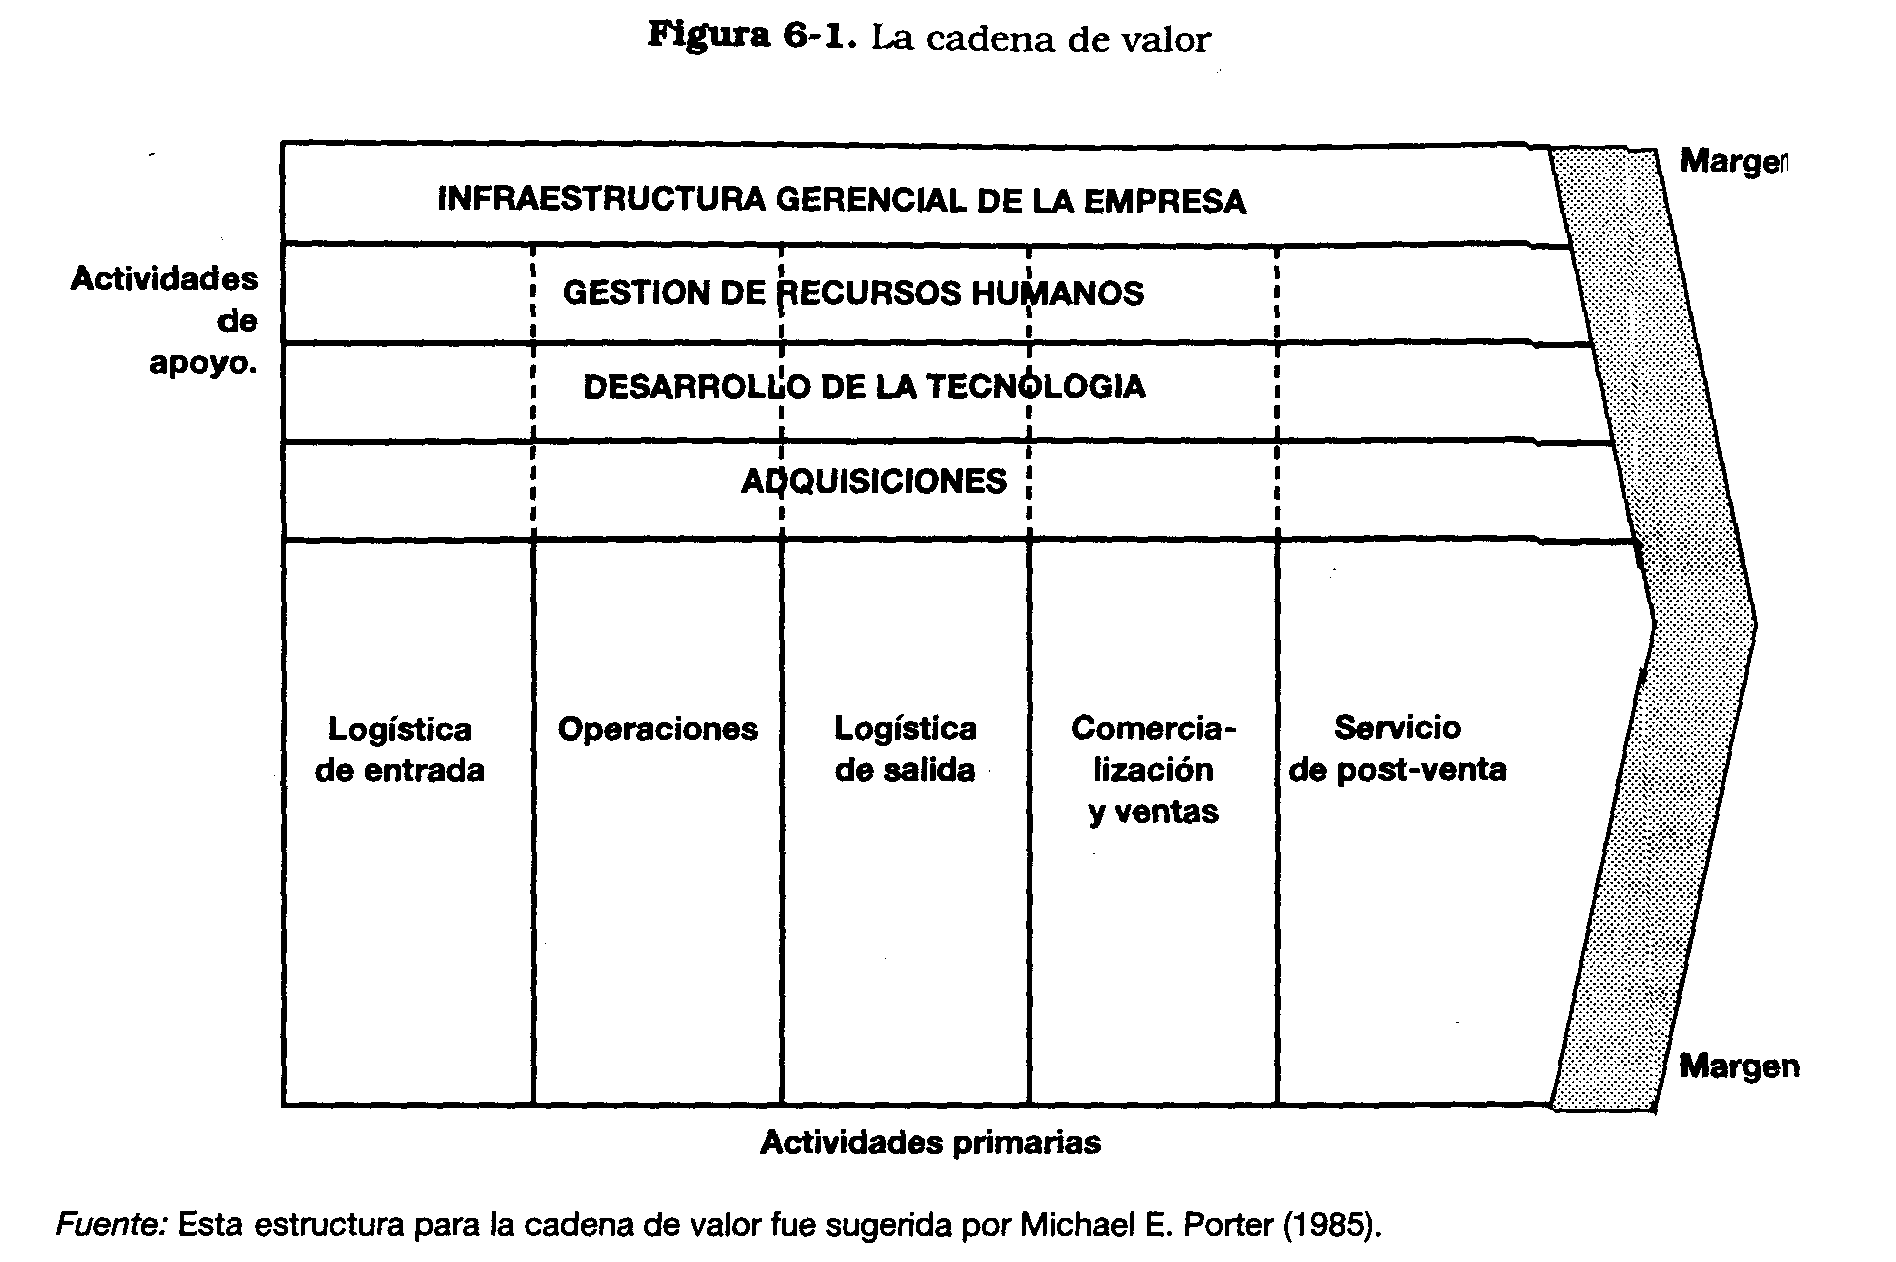 Figura 6-1. La cadena de valor
Margen
INFRAESTRUCTURA GERENCIAL DE LA EMPRESA
Actividades
de
apoyo.
GESTION DE RECURSOS HUMANOS
DESARROLLO DE LA TECNOLOGIA
ADQUISICIONES
Logística
de entrada
Operaciones
Logística
de salida
Comercia-
lización
y ventas
Servicio
de post-venta
Margen
Actividades primarias
Fuente: Esta estructura para la cadena de valor fue sugerida por Michael E. Porter (1985).